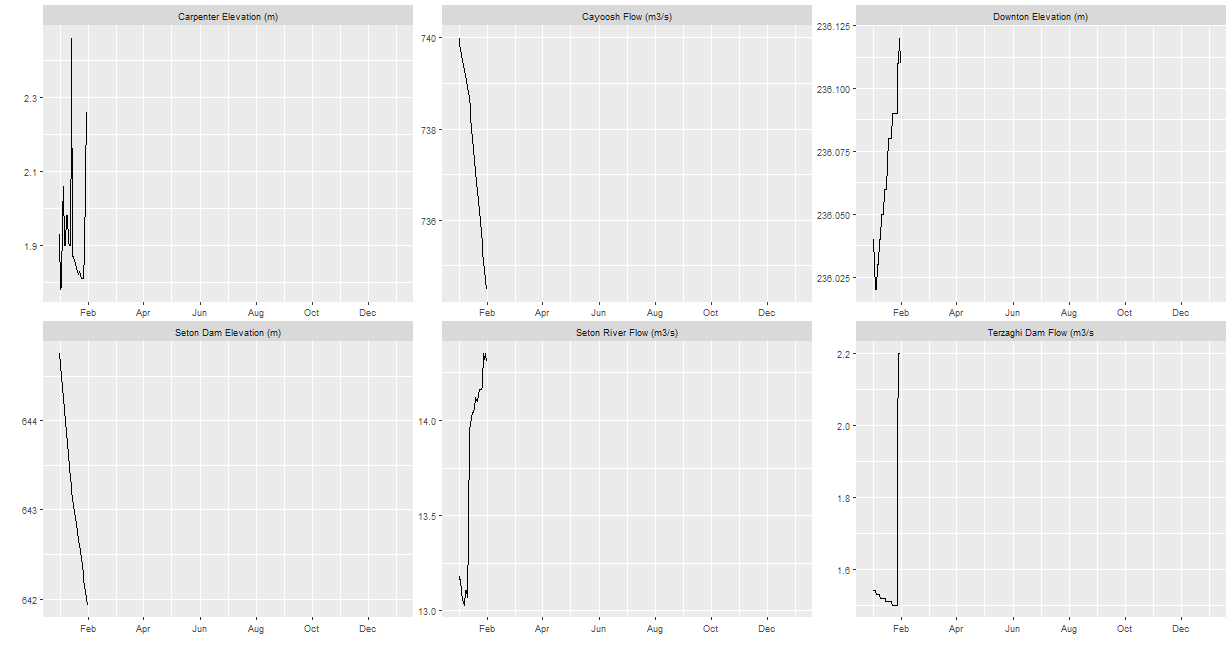 Carpenter Elevation (m)
2.3
2.1
1.9
Feb Apr Jun Aug Oct Dec
Cayoosh Flow (m3/s)
740
738
736
Feb Apr Jun Aug Oct Dec
Downton Elevation (m)
236.125
236.100
236.075
236.050
236.025
Feb Apr Jun Aug Oct Dec
Seton Dam Elevation (m)
644
643
642
Feb Apr Jun Aug Oct Dec
Seton River Flow (m3/s)
14.0
13.5
13.0
Feb Apr Jun Aug Oct Dec
Terzaghi Dam Flow (m3/s
2.2
2.0
1.8
1.6
Feb Apr Jun Aug Oct Dec